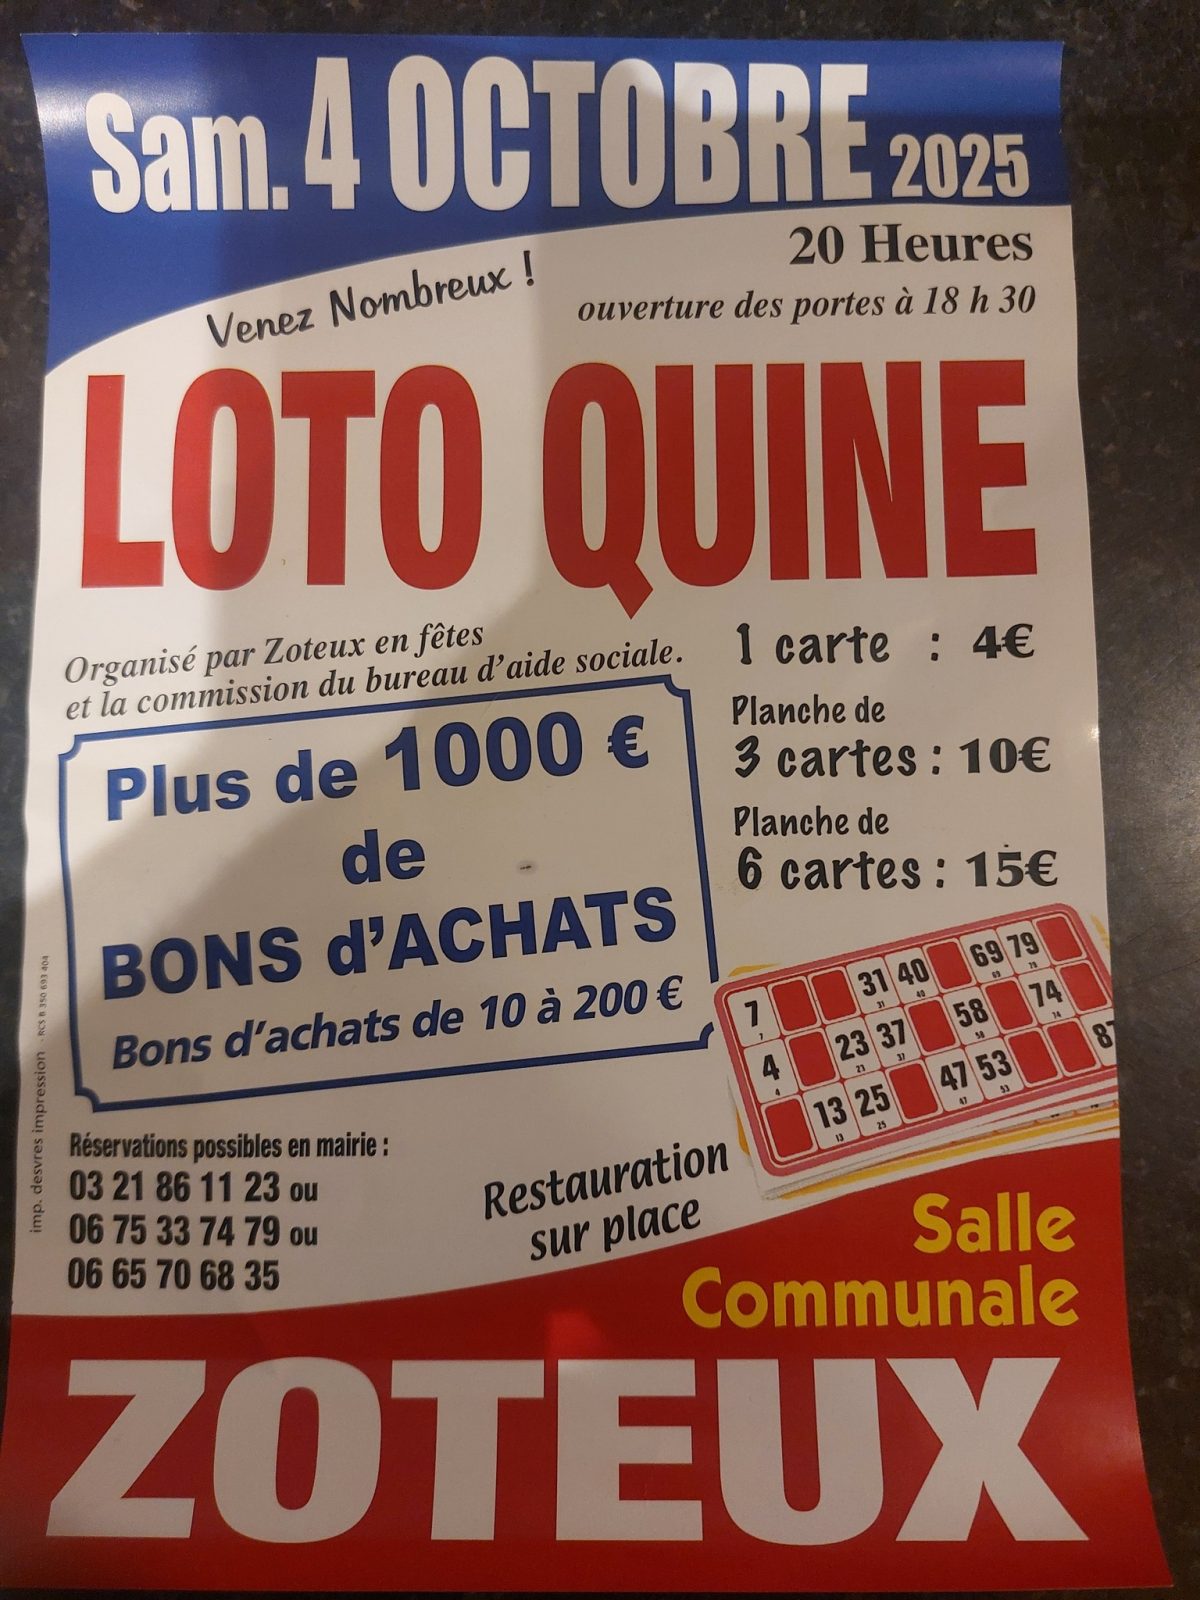 Sam. 4 OCTOBRE 2025
20 Heures
Venez Nombreux !
ouverture des portes à 18 h 30
LOTO QUINE
Organisé par Zoteux en fêtes
et la commission du bureau d'aide sociale.
1 carte : 4€
Planche de
3 cartes : 10€
Planche de
6 cartes : 15€
Plus de 1000 €
de
BONS d'ACHATS
Bons d'achats de 10 à 200 €
7 31 40 69 79
4 23 37 58 74
13 25 47 53 87
Réservations possibles en mairie :
03 21 86 11 23 ou
06 75 33 74 79 ou
06 65 70 68 35
Restauration
sur place
imp. desvres impression - RCS B 350 693 404
Salle
Communale
ZOTEUX